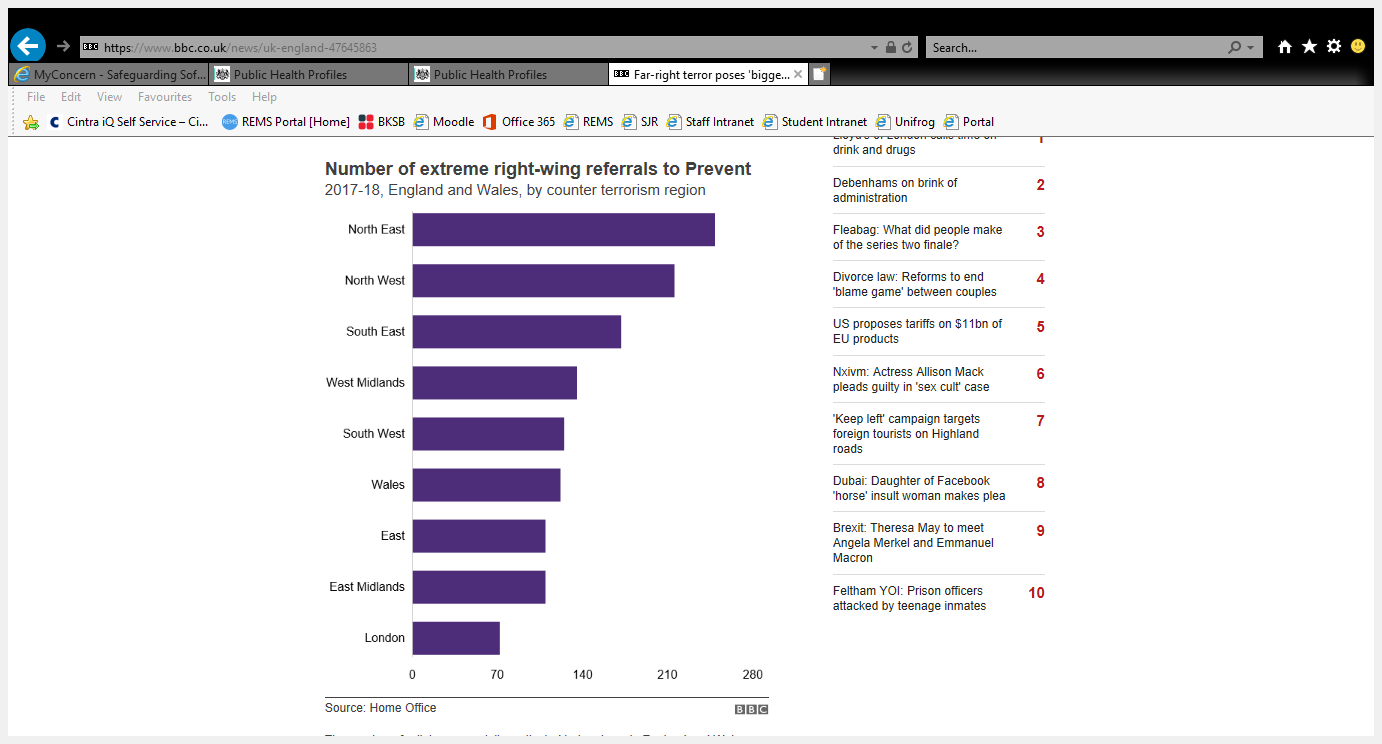 BBC https://www.bbc.co.uk/news/uk-england-47645863
Search...
MyConcern - Safeguarding Sof...
Public Health Profiles
Public Health Profiles
BBC Far-right terror poses 'bigge...
File Edit View Favourites Tools Help
Cintra iQ Self Service – Ci... REMS REMS Portal [Home] BKSB Moodle Office 365 REMS SJR Staff Intranet Student Intranet Unifrog Portal
Number of extreme right-wing referrals to Prevent
2017-18, England and Wales, by counter terrorism region
North East
North West
South East
West Midlands
South West
Wales
East
East Midlands
London
0 70 140 210 280
Source: Home Office
BBC
Lloyd's of London calls time on 1
drink and drugs
Debenhams on brink of 2
administration
Fleabag: What did people make 3
of the series two finale?
Divorce law: Reforms to end 4
'blame game' between couples
US proposes tariffs on $11bn of 5
EU products
Nxivm: Actress Allison Mack 6
pleads guilty in 'sex cult' case
'Keep left' campaign targets 7
foreign tourists on Highland
roads
Dubai: Daughter of Facebook 8
'horse' insult woman makes plea
Brexit: Theresa May to meet 9
Angela Merkel and Emmanuel
Macron
Feltham YOI: Prison officers 10
attacked by teenage inmates